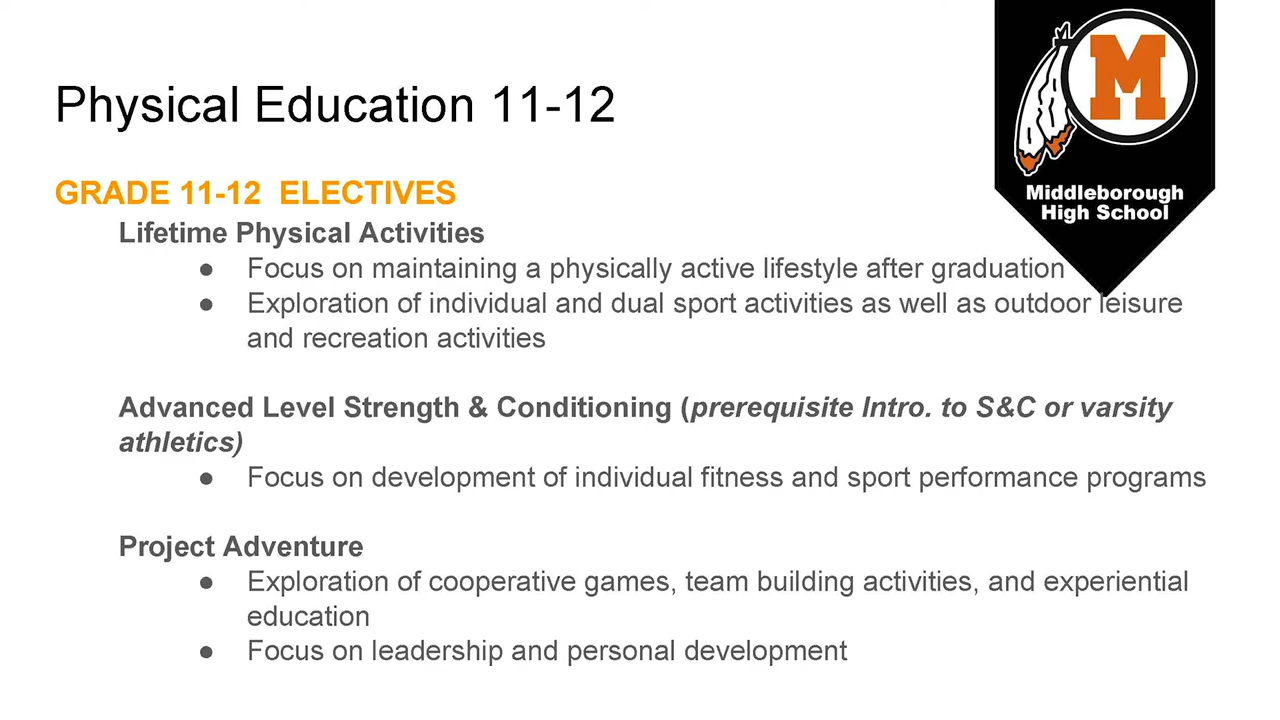 Physical Education 11-12
M
Middleborough
High School
GRADE 11-12 ELECTIVES
Lifetime Physical Activities
● Focus on maintaining a physically active lifestyle after graduation
● Exploration of individual and dual sport activities as well as outdoor leisure
and recreation activities
Advanced Level Strength & Conditioning (prerequisite Intro. to S&C or varsity
athletics)
● Focus on development of individual fitness and sport performance programs
Project Adventure
● Exploration of cooperative games, team building activities, and experiential
education
● Focus on leadership and personal development